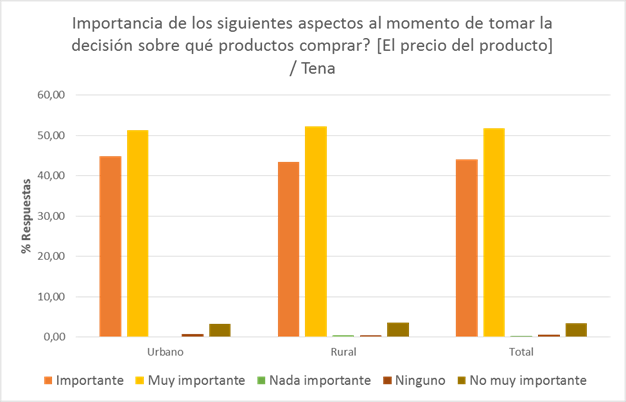 Importancia de los siguientes aspectos al momento de tomar la
decisión sobre qué productos comprar? [El precio del producto]
/ Tena
60,00
50,00
40,00
30,00
20,00
10,00
0,00
% Respuestas
Urbano Rural Total
Importante Muy importante Nada importante Ninguno No muy importante